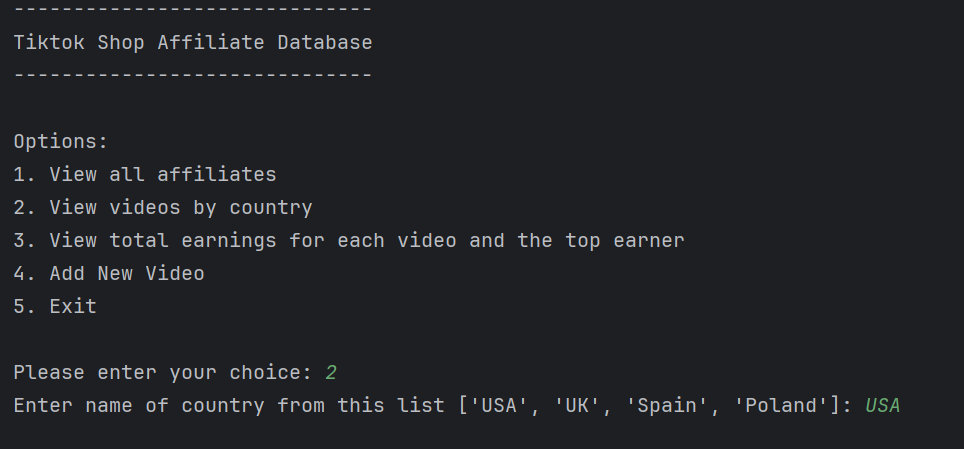 ------------------------------
Tiktok Shop Affiliate Database
------------------------------
Options:
1. View all affiliates
2. View videos by country
3. View total earnings for each video and the top earner
4. Add New Video
5. Exit
Please enter your choice: 2
Enter name of country from this list ['USA', 'UK', 'Spain', 'Poland']: USA